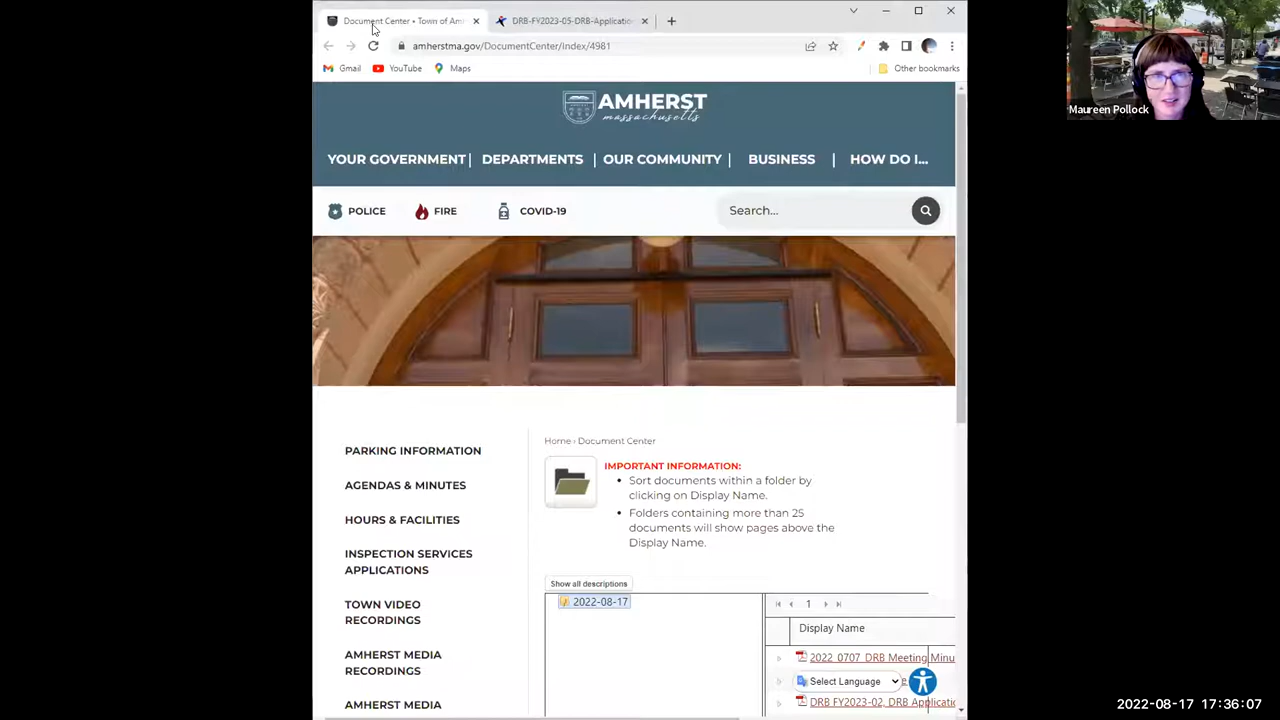 Document Center • Town of Am
DRB-FY2023-05-DRB-Applicatio
amherstma.gov/DocumentCenter/Index/4981
Gmail
YouTube
Maps
Other bookmarks
Maureen Pollock
AMHERST
massachusetts
YOUR GOVERNMENT
DEPARTMENTS
OUR COMMUNITY
BUSINESS
HOW DO I...
POLICE
FIRE
COVID-19
Search...
PARKING INFORMATION
AGENDAS & MINUTES
HOURS & FACILITIES
INSPECTION SERVICES
APPLICATIONS
TOWN VIDEO
RECORDINGS
AMHERST MEDIA
RECORDINGS
AMHERST MEDIA
Home › Document Center
IMPORTANT INFORMATION:
• Sort documents within a folder by
clicking on Display Name.
• Folders containing more than 25
documents will show pages above the
Display Name.
Show all descriptions
2022-08-17
1
Display Name
2022_0707_DRB Meeting Minu
Select Language
DRB FY2023-02, DRB Applicatio
2022-08-17 17:36:07